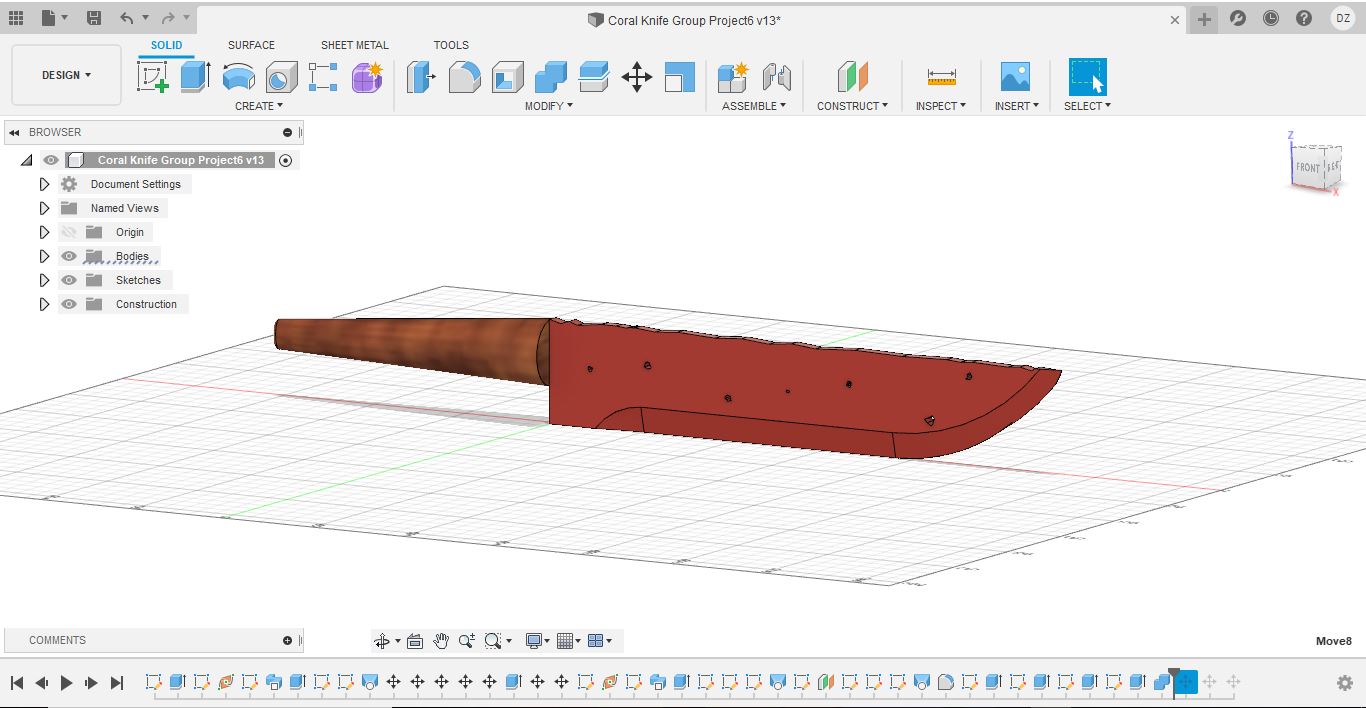 Coral Knife Group Project6 v13*
DZ
SOLID SURFACE SHEET METAL TOOLS
DESIGN ▾
CREATE ▾ MODIFY ▾ ASSEMBLE ▾ CONSTRUCT ▾ INSPECT ▾ INSERT ▾ SELECT ▾
BROWSER
Coral Knife Group Project6 v13
Document Settings
Named Views
Origin
Bodies
Sketches
Construction
Z
FRONT
X
COMMENTS
Move8